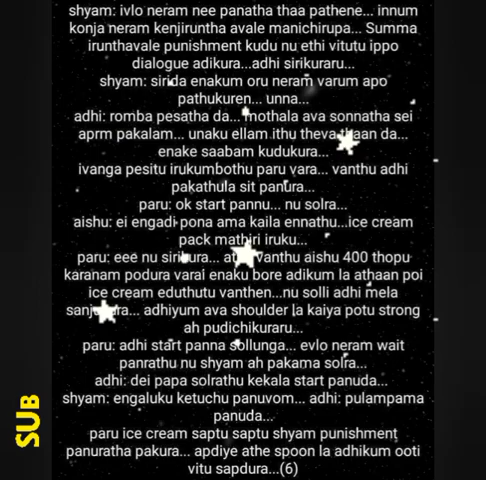 shyam: ivlo neram nee panatha thaa pathene... innum
konja neram kenjiruntha avale manichirupa... Summa
irunthavale punishment kudu nu ethi vitutu ippo
dialogue adikura...adhi sirikuraru...
shyam: sirida enakum oru neram varum apo
pathukuren... unna...
adhi: romba pesatha da... mothala ava sonnatha sei
aprm pakalam... unaku ellam ithu theva thaan da...
enake saabam kudukura...
ivanga pesitu irukumbothu paru vara... vanthu adhi
pakathula sit panura...
paru: ok start pannu... nu solra...
aishu: ei engadi pona ama kaila ennathu...ice cream
pack mathiri iruku...
paru: eee nu sirikura... vanthu aishu 400 thopu
karanam podura varai enaku bore adikum la athaan poi
ice cream eduthutu vanthen...nu solli adhi mela
adhiyum ava shoulder la kaiya potu strong
ah pudichikuraru...
paru: adhi start panna sollunga... evlo neram wait
panrathu nu shyam ah pakama solra...
adhi: dei papa solrathu kekala start panuda...
shyam: engaluku ketuchu panuvom... adhi: pulampama
panuda...
paru ice cream saptu saptu shyam punishment
panuratha pakura... apdiye athe spoon la adhikum ooti
vitu sapdura...(6)
SUB